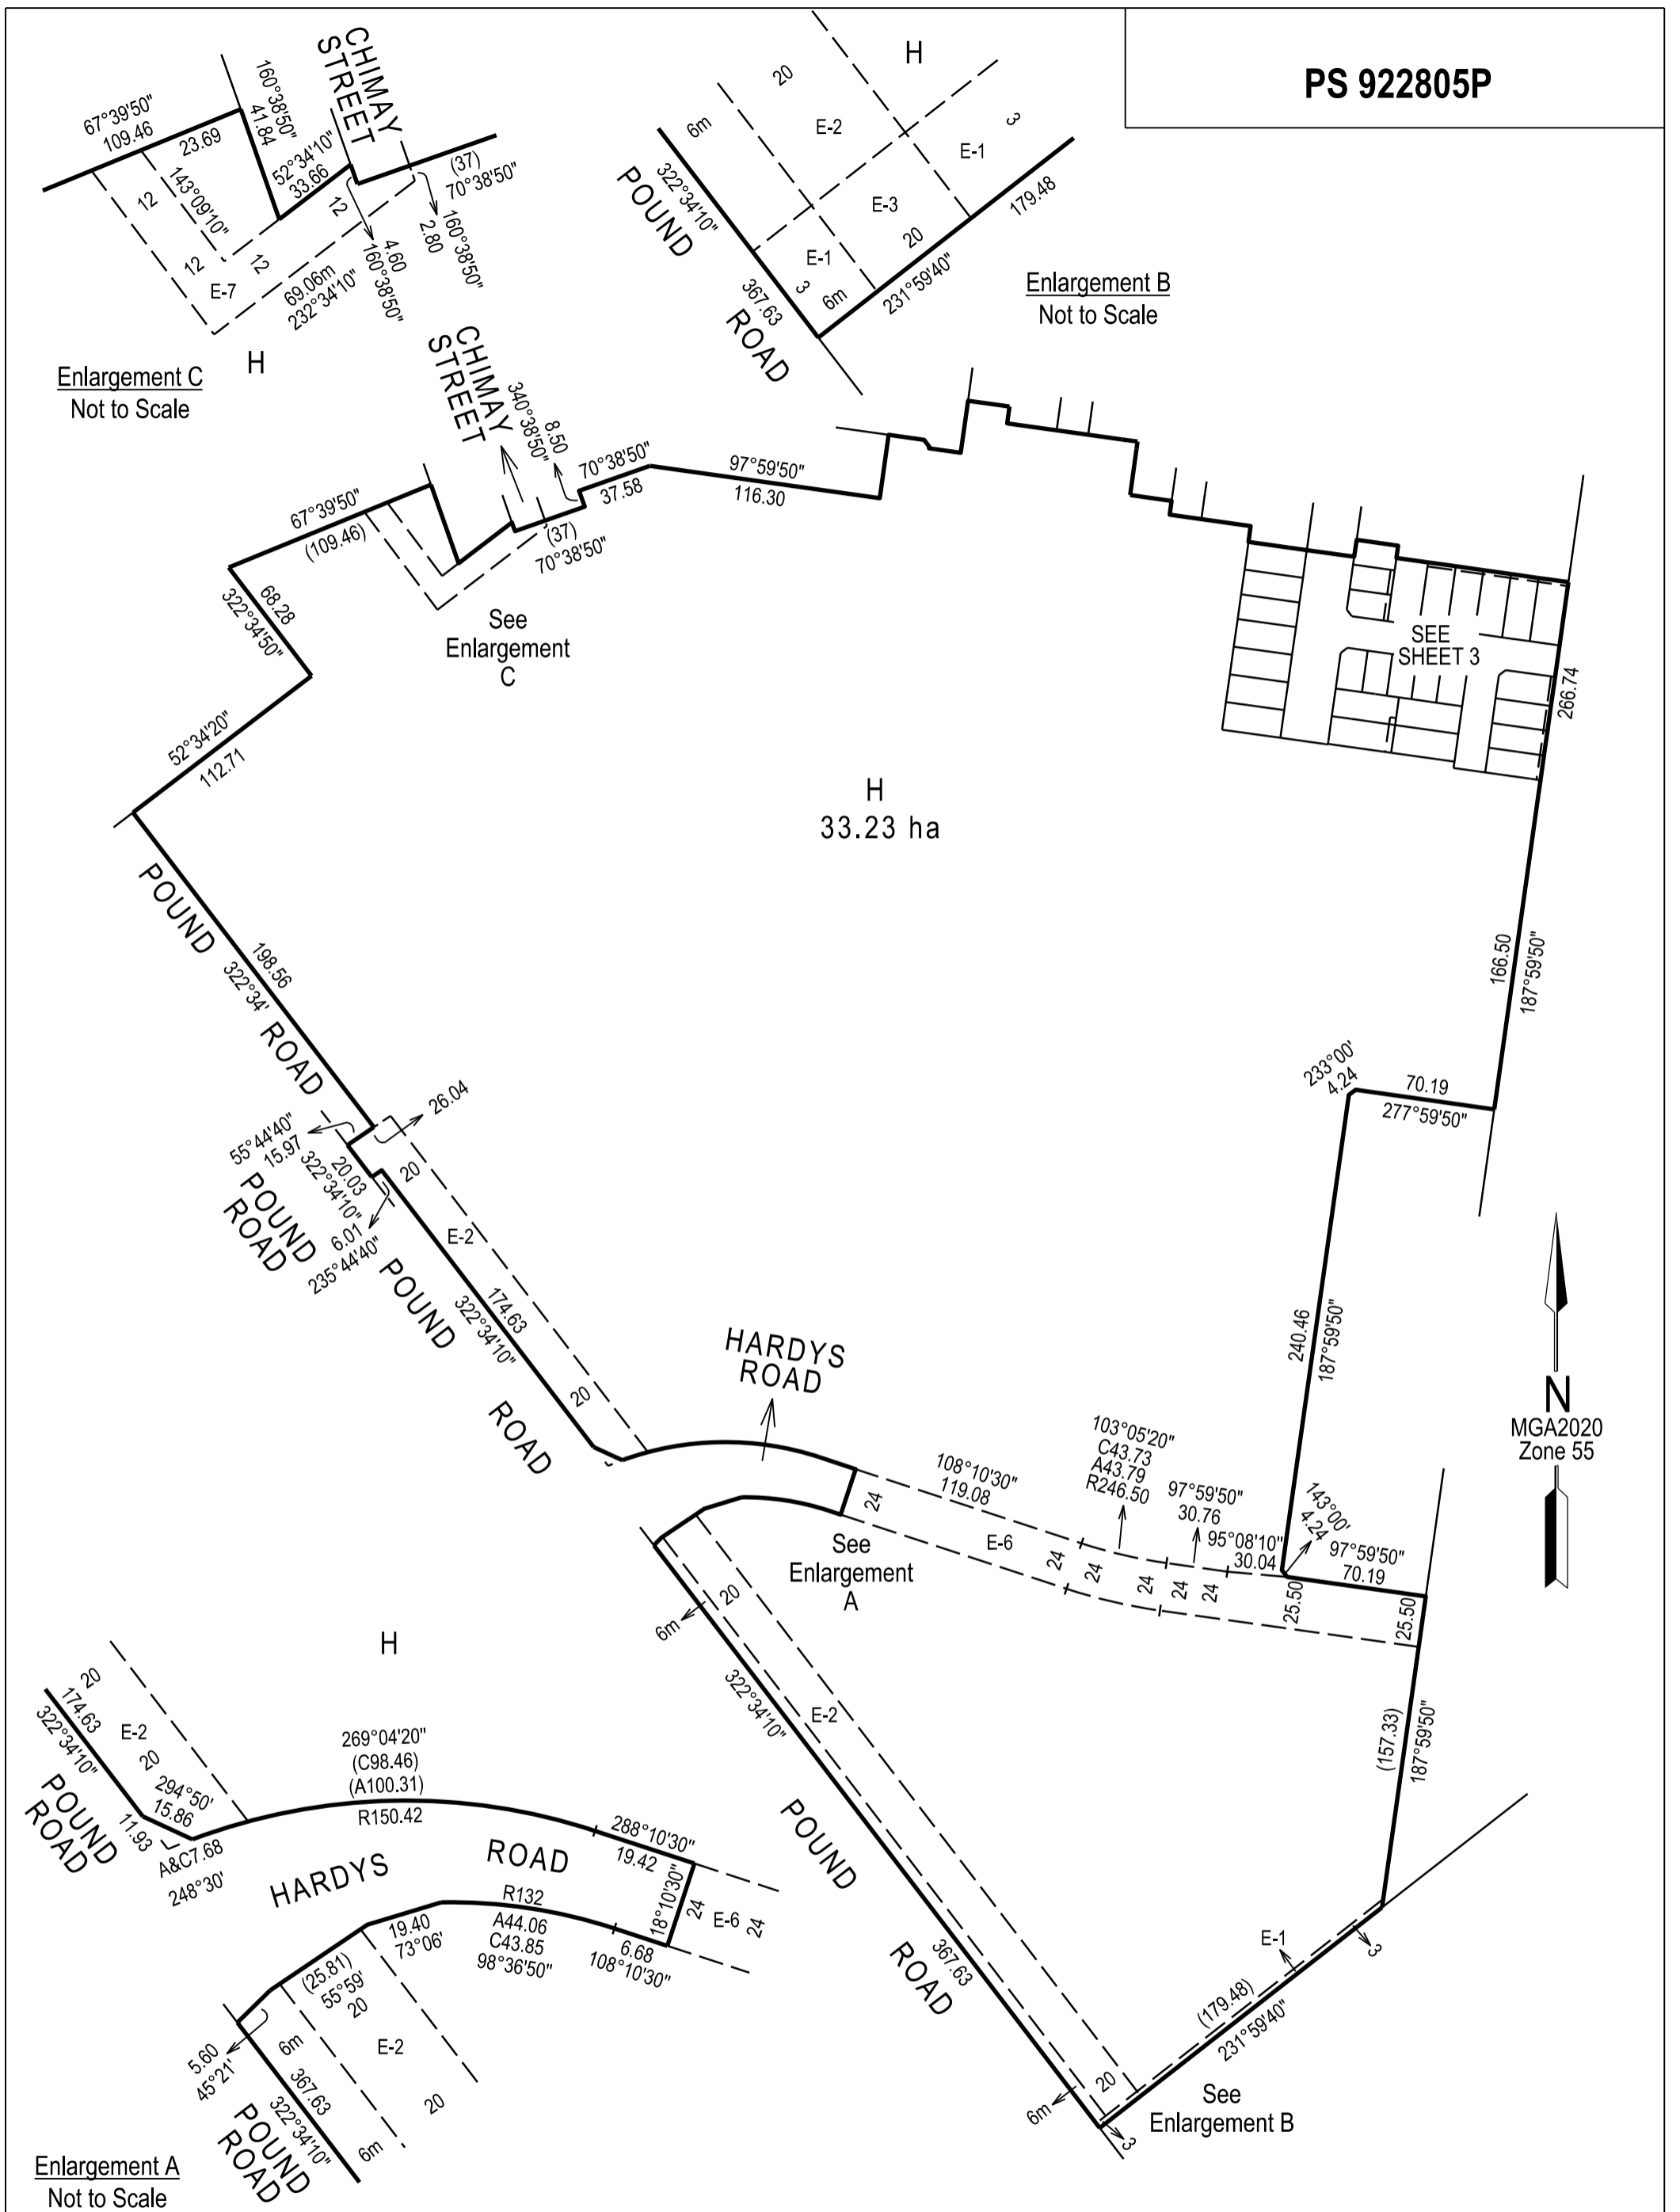 PS 922805P
CHIMAY
STREET
67°39'50"
109.46
23.69
160°38'50"
41.84
143°09'10"
52°34'10"
33.66
12
12
12
12
(37)
70°38'50"
160°38'50"
2.80
4.60
160°38'50"
69.06m
232°34'10"
E-7
H
Enlargement C
Not to Scale
H
20
6m
E-2
3
E-1
E-3
20
179.48
322°34'10"
POUND
E-1
3
6m
231°59'40"
367.63
ROAD
Enlargement B
Not to Scale
CHIMAY
STREET
340°38'50"
8.50
70°38'50"
37.58
97°59'50"
116.30
67°39'50"
(109.46)
(37)
70°38'50"
See
Enlargement
C
68.28
322°34'50"
52°34'20"
112.71
SEE
SHEET 3
266.74
H
33.23 ha
POUND
198.56
322°34'
ROAD
166.50
187°59'50"
233°00'
4.24
70.19
277°59'50"
26.04
55°44'40"
15.97
20.03
322°34'10"
POUND
ROAD
6.01
235°44'40"
20
E-2
POUND
174.63
322°34'10"
20
ROAD
240.46
187°59'50"
N
MGA2020
Zone 55
HARDYS
ROAD
24
108°10'30"
119.08
103°05'20"
C43.73
A43.79
R246.50
97°59'50"
30.76
95°08'10"
30.04
143°00'
4.24
97°59'50"
70.19
E-6
24
24
24
24
24
25.50
25.50
See
Enlargement
A
20
6m
322°34'10"
E-2
(157.33)
187°59'50"
POUND
367.63
ROAD
E-1
3
(179.48)
231°59'40"
20
6m
3
See
Enlargement B
H
20
174.63
322°34'10"
E-2
20
294°50'
15.86
POUND
ROAD
11.93
A&C7.68
248°30'
269°04'20"
(C98.46)
(A100.31)
R150.42
288°10'30"
19.42
HARDYS
ROAD
18°10'30"
24
E-6
24
R132
A44.06
C43.85
98°36'50"
6.68
108°10'30"
19.40
73°06'
(25.81)
55°59'
20
5.60
45°21'
6m
E-2
367.63
322°34'10"
20
6m
POUND
ROAD
Enlargement A
Not to Scale